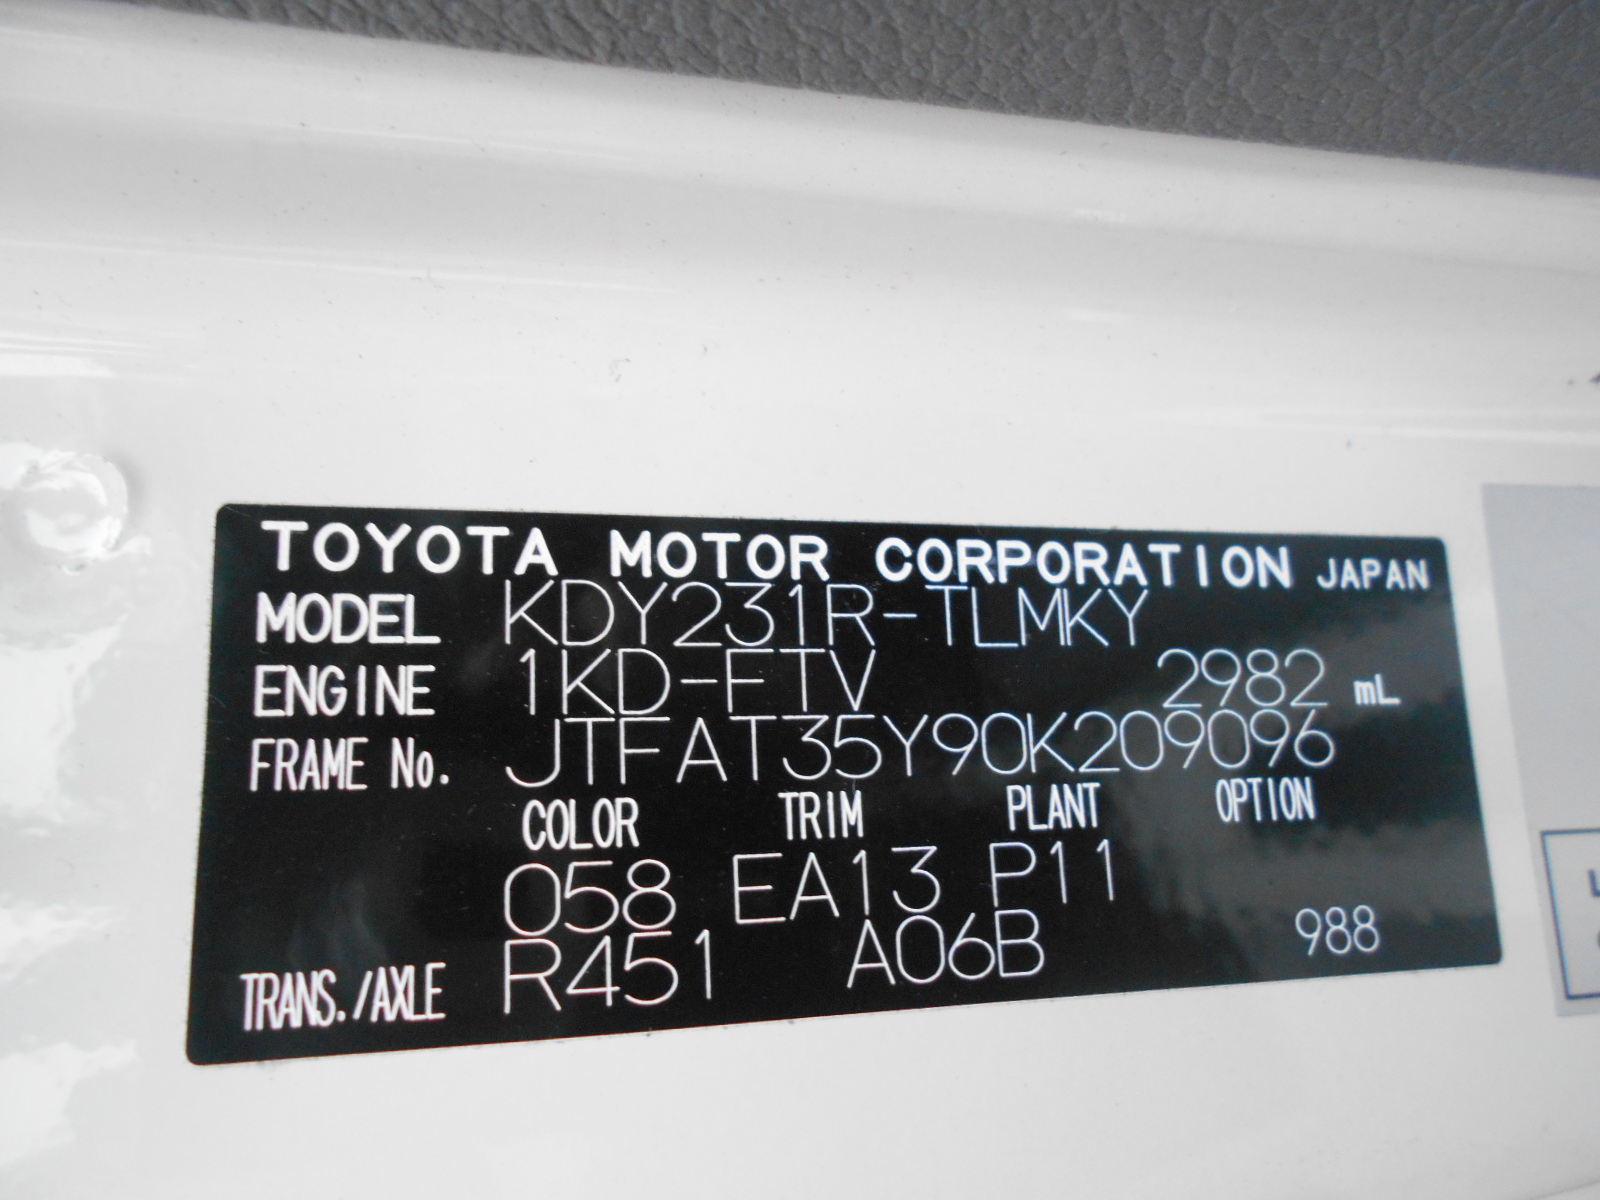 TOYOTA MOTOR CORPORATION JAPAN
MODEL KDY231R-TLMKY
ENGINE 1KD-FTV 2982 mL
FRAME No. JTFAT35Y90K209096
COLOR TRIM PLANT OPTION
058 EA13 P11
TRANS./AXLE R451 A06B 988